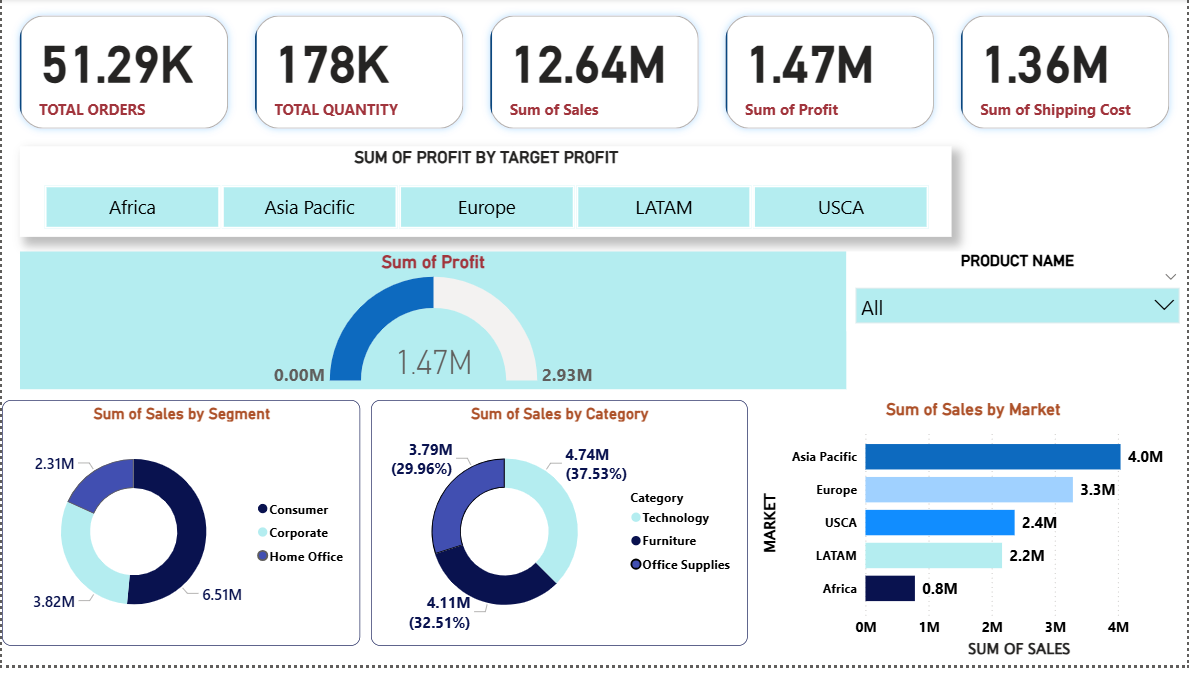 51.29K
TOTAL ORDERS
178K
TOTAL QUANTITY
12.64M
Sum of Sales
1.47M
Sum of Profit
1.36M
Sum of Shipping Cost
SUM OF PROFIT BY TARGET PROFIT
Africa
Asia Pacific
Europe
LATAM
USCA
Sum of Profit
1.47M
0.00M
2.93M
PRODUCT NAME
All
Sum of Sales by Segment
2.31M
3.82M
6.51M
Consumer
Corporate
Home Office
Sum of Sales by Category
3.79M
(29.96%)
4.74M
(37.53%)
4.11M
(32.51%)
Category
Technology
Furniture
Office Supplies
Sum of Sales by Market
MARKET
Asia Pacific 4.0M
Europe 3.3M
USCA 2.4M
LATAM 2.2M
Africa 0.8M
0M 1M 2M 3M 4M
SUM OF SALES